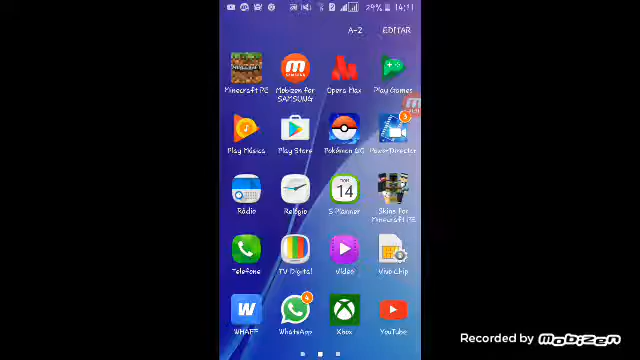 29% 14:11
A-Z EDITAR
Minecraft PE Mobizen for SAMSUNG Opera Max Play Games
Play Música Play Store Pokémon GO PowerDirector
3
Rádio Relógio S Planner Skins for Minecraft PE
14
Telefone TV Digital Vídeo Vivo Chip
WHAFF WhatsApp Xbox YouTube
Recorded by mobizen